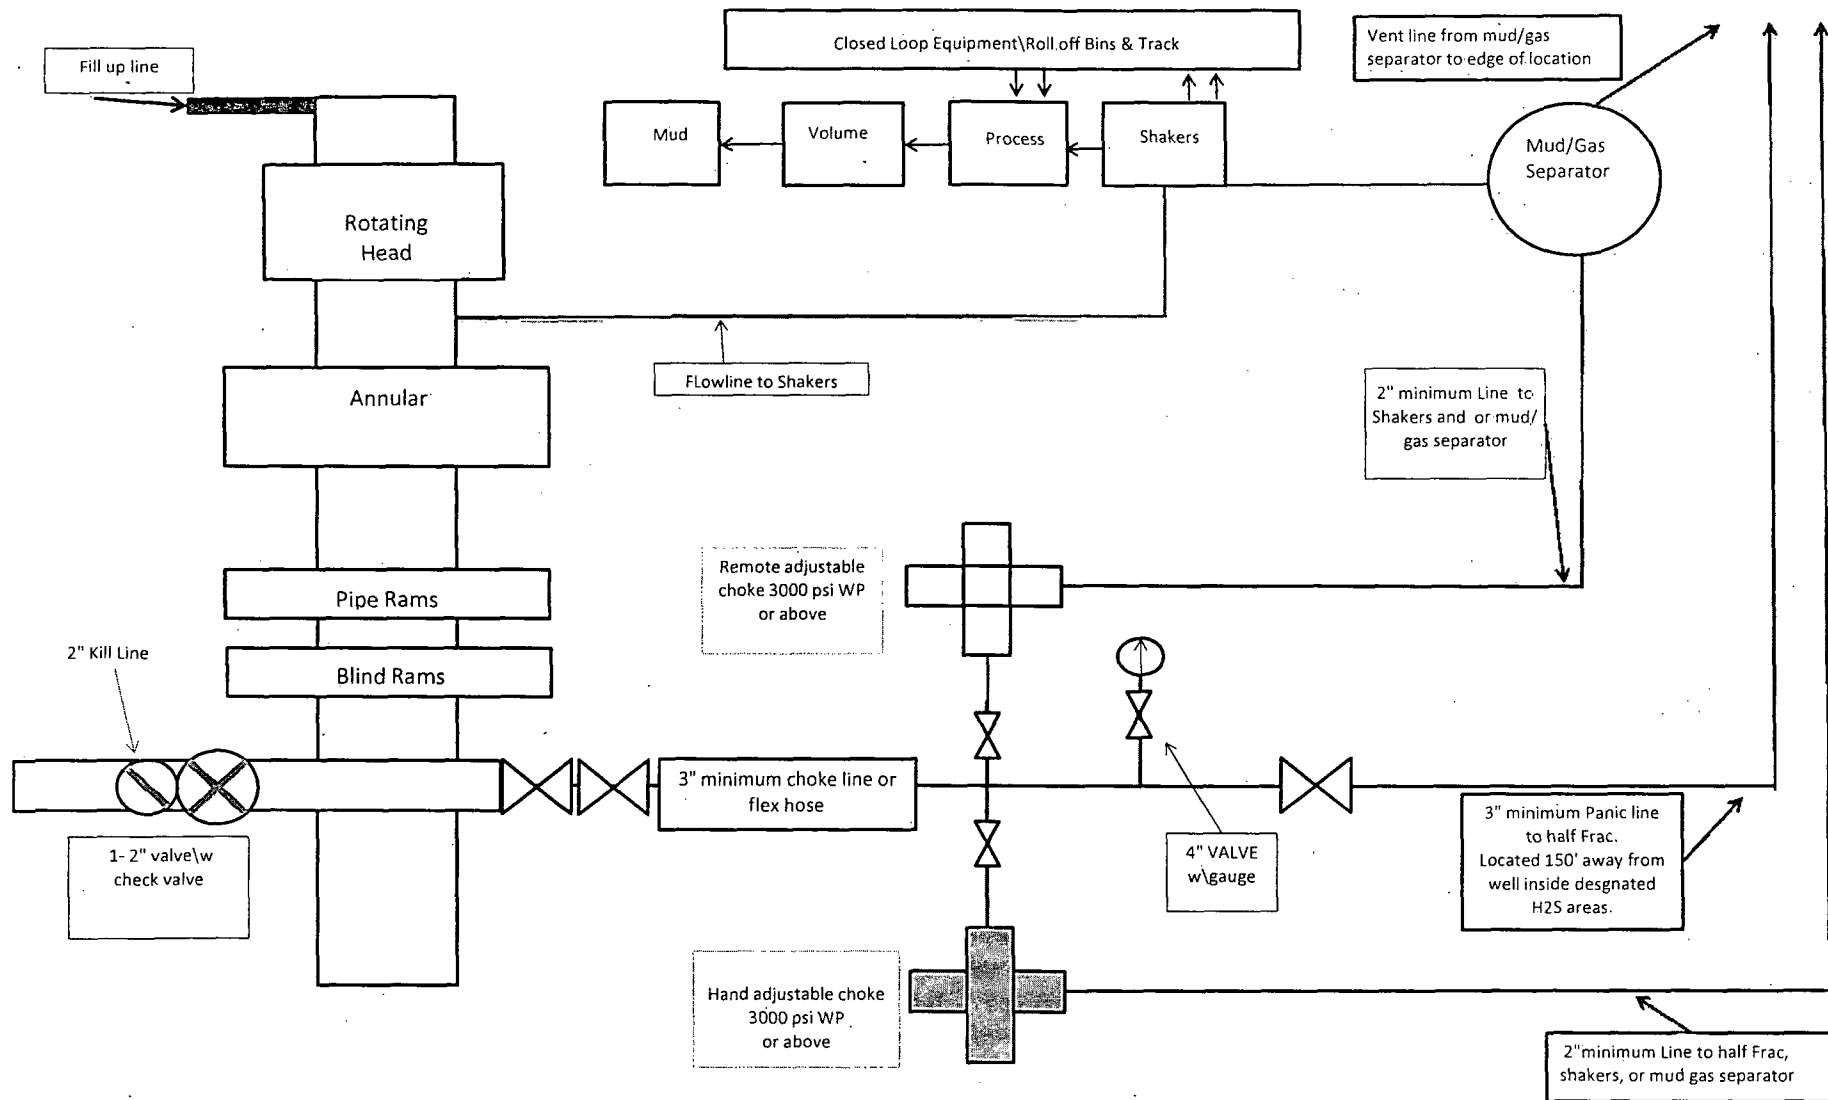 Closed Loop Equipment\Roll off Bins & Track
Vent line from mud/gas
separator to edge of location
Fill up line
Mud
Volume
Process
Shakers
Mud/Gas
Separator
Rotating
Head
FLowline to Shakers
Annular
2" minimum Line to
Shakers and or mud/
gas separator
Remote adjustable
choke 3000 psi WP
or above
Pipe Rams
2" Kill Line
Blind Rams
3" minimum choke line or
flex hose
1- 2" valve\w
check valve
4" VALVE
w\gauge
3" minimum Panic line
to half Frac.
Located 150' away from
well inside desgnated
H2S areas.
Hand adjustable choke
3000 psi WP
or above
2"minimum Line to half Frac,
shakers, or mud gas separator